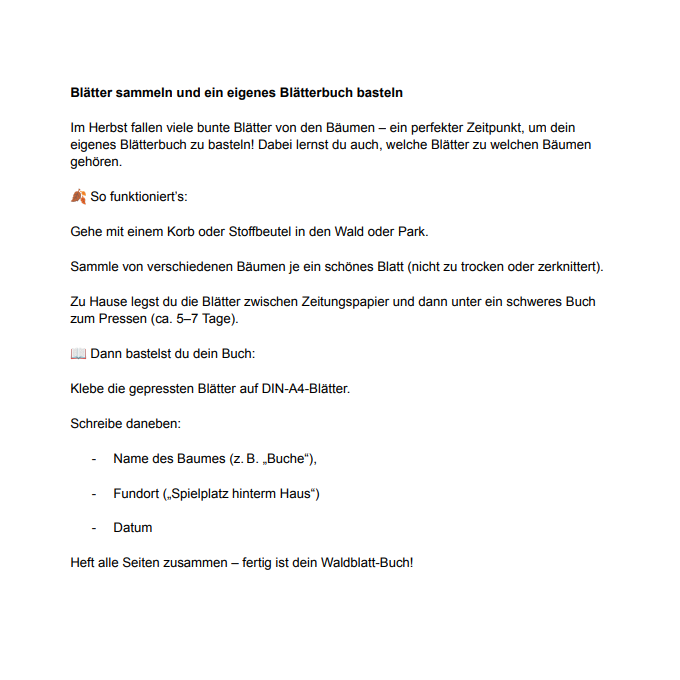 Blätter sammeln und ein eigenes Blätterbuch basteln
Im Herbst fallen viele bunte Blätter von den Bäumen – ein perfekter Zeitpunkt, um dein
eigenes Blätterbuch zu basteln! Dabei lernst du auch, welche Blätter zu welchen Bäumen
gehören.
🍂 So funktioniert’s:
Gehe mit einem Korb oder Stoffbeutel in den Wald oder Park.
Sammle von verschiedenen Bäumen je ein schönes Blatt (nicht zu trocken oder zerknittert).
Zu Hause legst du die Blätter zwischen Zeitungspapier und dann unter ein schweres Buch
zum Pressen (ca. 5–7 Tage).
📖 Dann bastelst du dein Buch:
Klebe die gepressten Blätter auf DIN-A4-Blätter.
Schreibe daneben:
- Name des Baumes (z. B. „Buche“),
- Fundort („Spielplatz hinterm Haus“)
- Datum
Heft alle Seiten zusammen – fertig ist dein Waldblatt-Buch!